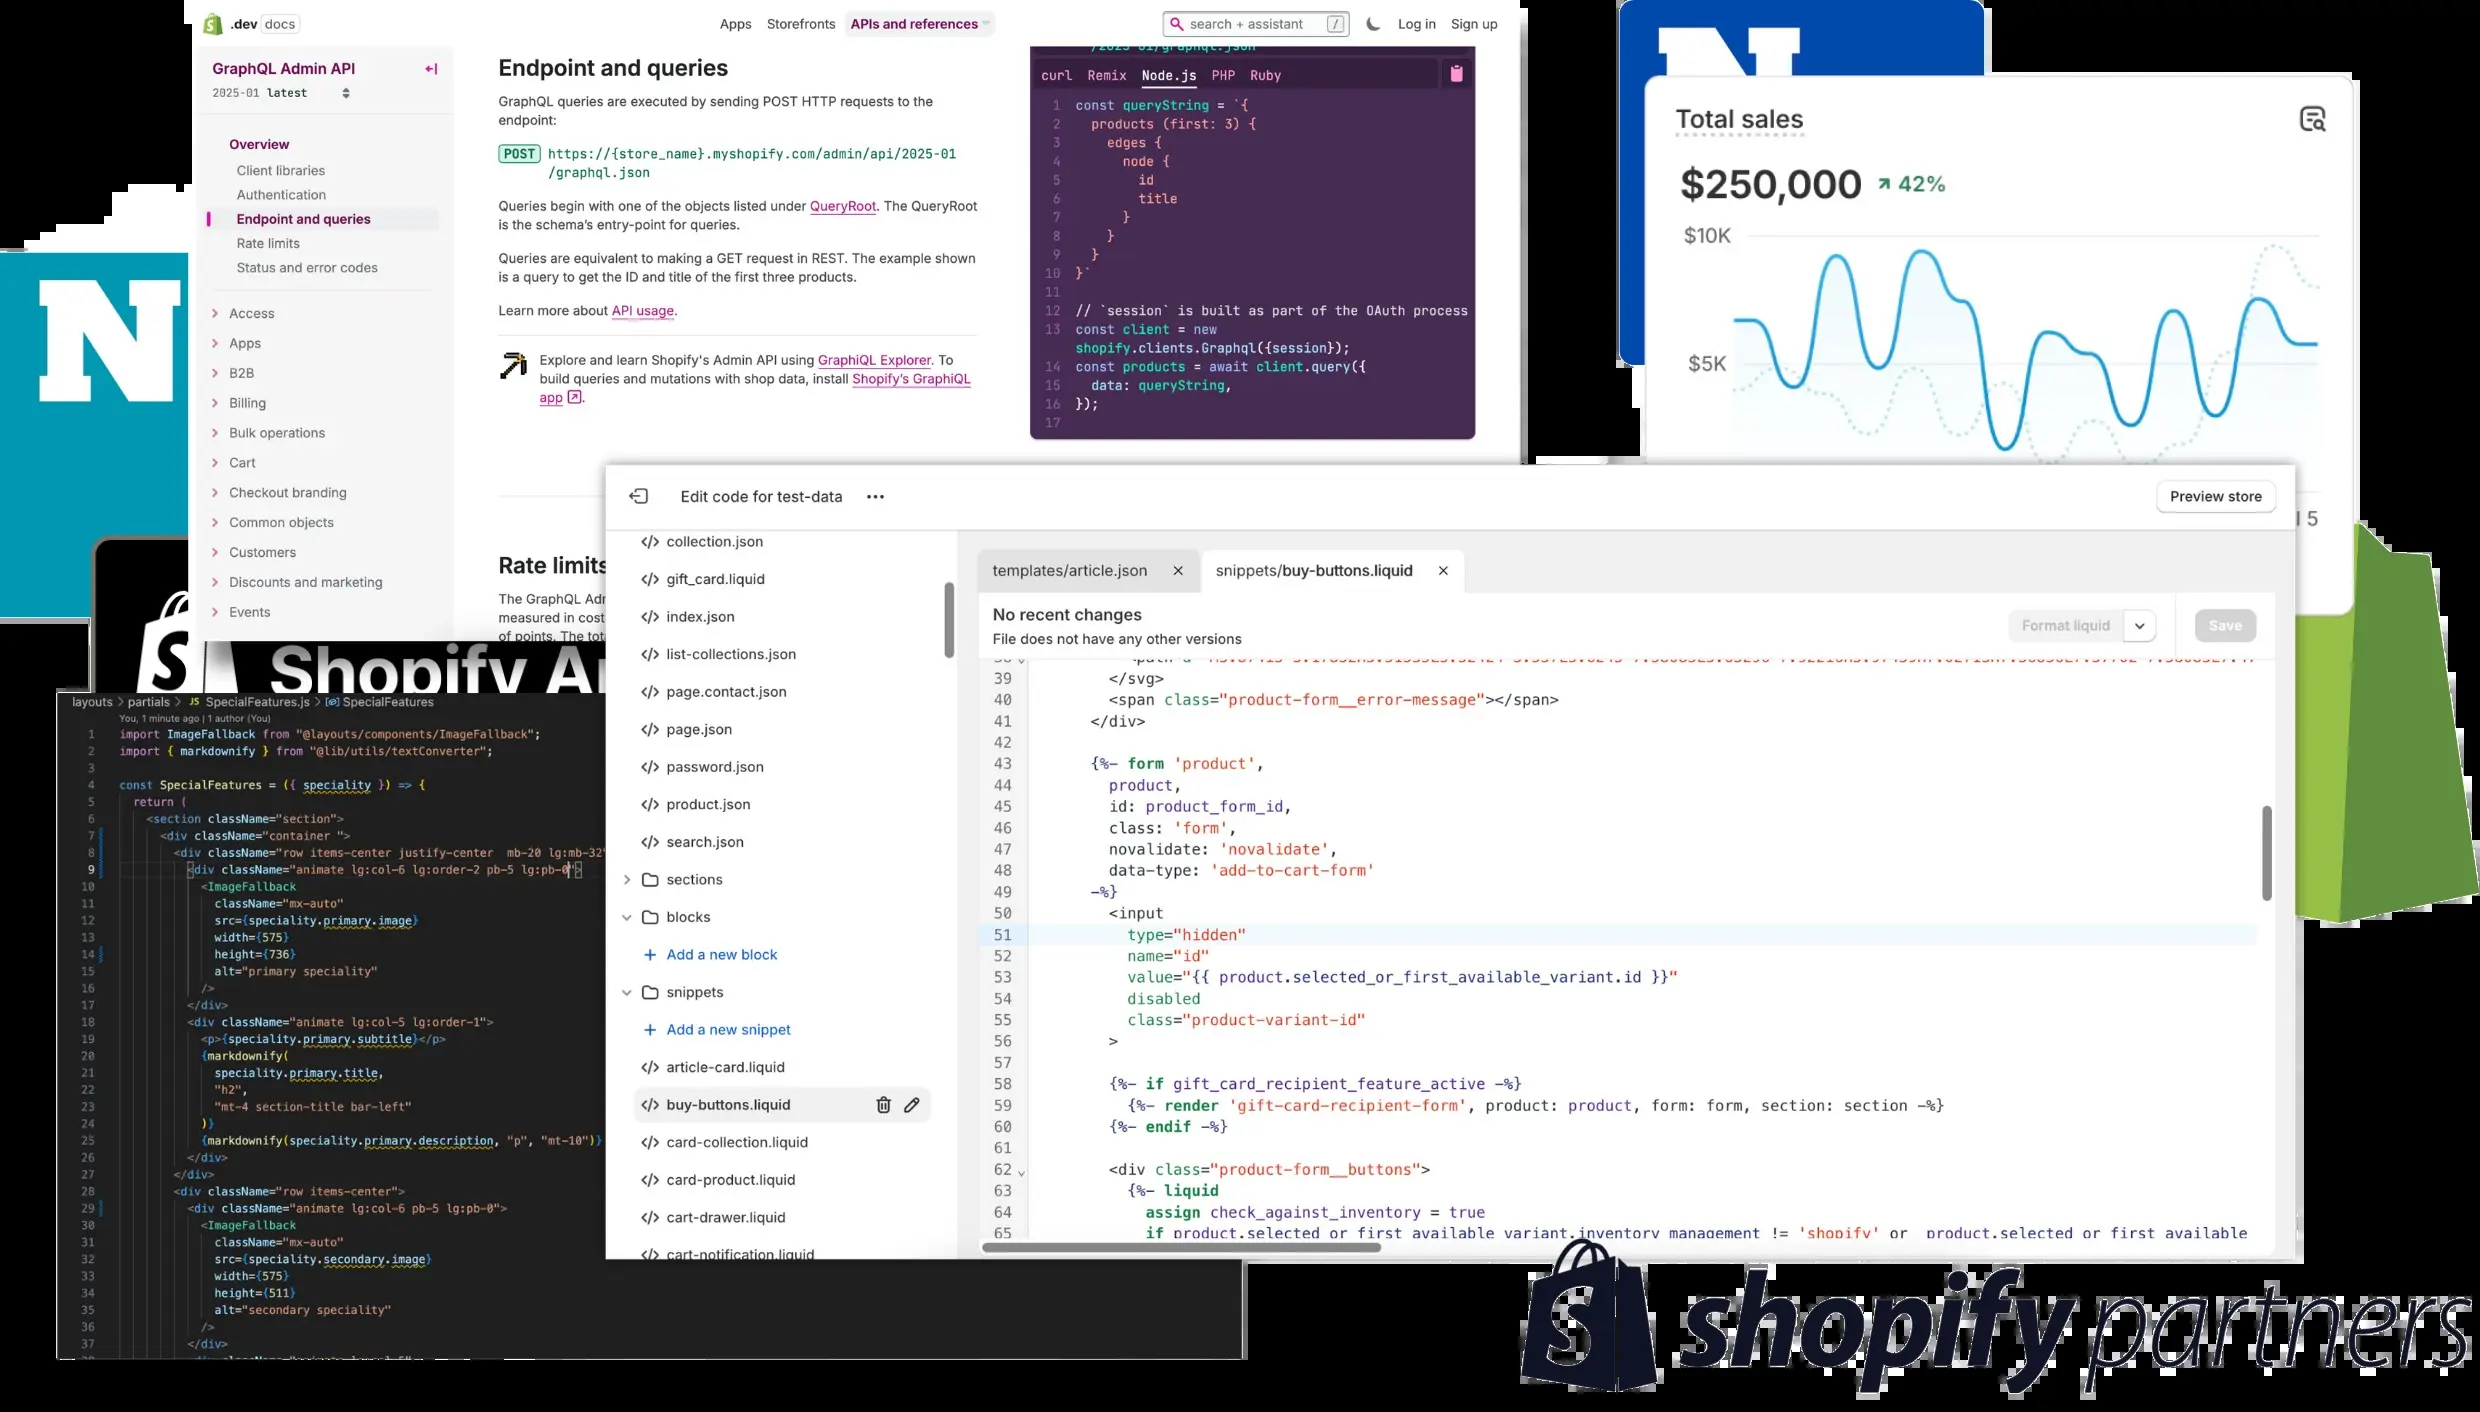 .dev docs
Apps Storefronts APIs and references
search + assistant /
Log in Sign up
GraphQL Admin API
2025-01 latest
Overview
Client libraries
Authentication
Endpoint and queries
Rate limits
Status and error codes
Access
Apps
B2B
Billing
Bulk operations
Cart
Checkout branding
Common objects
Customers
Discounts and marketing
Events
Endpoint and queries
GraphQL queries are executed by sending POST HTTP requests to the
endpoint:
POST https://{store_name}.myshopify.com/admin/api/2025-01
/graphql.json
Queries begin with one of the objects listed under QueryRoot. The QueryRoot
is the schema's entry-point for queries.
Queries are equivalent to making a GET request in REST. The example shown
is a query to get the ID and title of the first three products.
Learn more about API usage.
Explore and learn Shopify's Admin API using GraphiQL Explorer. To
build queries and mutations with shop data, install Shopify's GraphiQL
app.
Rate limits
The GraphQL Adm
measured in cost
of points. The tota
/2025-01/graphql.json
curl Remix Node.js PHP Ruby
1 const queryString = `{
2 products (first: 3) {
3 edges {
4 node {
5 id
6 title
7 }
8 }
9 }
10 }`
11
12 // `session` is built as part of the OAuth process
13 const client = new
shopify.clients.Graphql({session});
14 const products = await client.query({
15 data: queryString,
16 });
17
N
N
Total sales
$250,000 42%
$10K
$5K
l 5
Shopify Ap
layouts > partials > JS SpecialFeatures.js > SpecialFeatures
You, 1 minute ago | 1 author (You)
1 import ImageFallback from "@layouts/components/ImageFallback";
2 import { markdownify } from "@lib/utils/textConverter";
3
4 const SpecialFeatures = ({ speciality }) => {
5 return (
6 <section className="section">
7 <div className="container ">
8 <div className="row items-center justify-center mb-20 lg:mb-32"
9 <div className="animate lg:col-6 lg:order-2 pb-5 lg:pb-0">
10 <ImageFallback
11 className="mx-auto"
12 src={speciality.primary.image}
13 width={575}
14 height={736}
15 alt="primary speciality"
16 />
17 </div>
18 <div className="animate lg:col-5 lg:order-1">
19 <p>{speciality.primary.subtitle}</p>
20 {markdownify(
21 speciality.primary.title,
22 "h2",
23 "mt-4 section-title bar-left"
24 )}
25 {markdownify(speciality.primary.description, "p", "mt-10")}
26 </div>
27 </div>
28 <div className="row items-center">
29 <div className="animate lg:col-6 pb-5 lg:pb-0">
30 <ImageFallback
31 className="mx-auto"
32 src={speciality.secondary.image}
33 width={575}
34 height={511}
35 alt="secondary speciality"
36 />
37 </div>
Edit code for test-data ...
Preview store
collection.json
gift_card.liquid
index.json
list-collections.json
page.contact.json
page.json
password.json
product.json
search.json
sections
blocks
Add a new block
snippets
Add a new snippet
article-card.liquid
buy-buttons.liquid
card-collection.liquid
card-product.liquid
cart-drawer.liquid
cart-notification.liquid
templates/article.json
snippets/buy-buttons.liquid
No recent changes
File does not have any other versions
Format liquid
Save
39 </svg>
40 <span class="product-form__error-message"></span>
41 </div>
42
43 {%- form 'product',
44 product,
45 id: product_form_id,
46 class: 'form',
47 novalidate: 'novalidate',
48 data-type: 'add-to-cart-form'
49 -%}
50 <input
51 type="hidden"
52 name="id"
53 value="{{ product.selected_or_first_available_variant.id }}"
54 disabled
55 class="product-variant-id"
56 >
57
58 {%- if gift_card_recipient_feature_active -%}
59 {%- render 'gift-card-recipient-form', product: product, form: form, section: section -%}
60 {%- endif -%}
61
62 <div class="product-form__buttons">
63 {%- liquid
64 assign check_against_inventory = true
65 if product.selected_or_first_available_variant.inventory_management != 'shopify' or product.selected_or_first_available
shopify partners